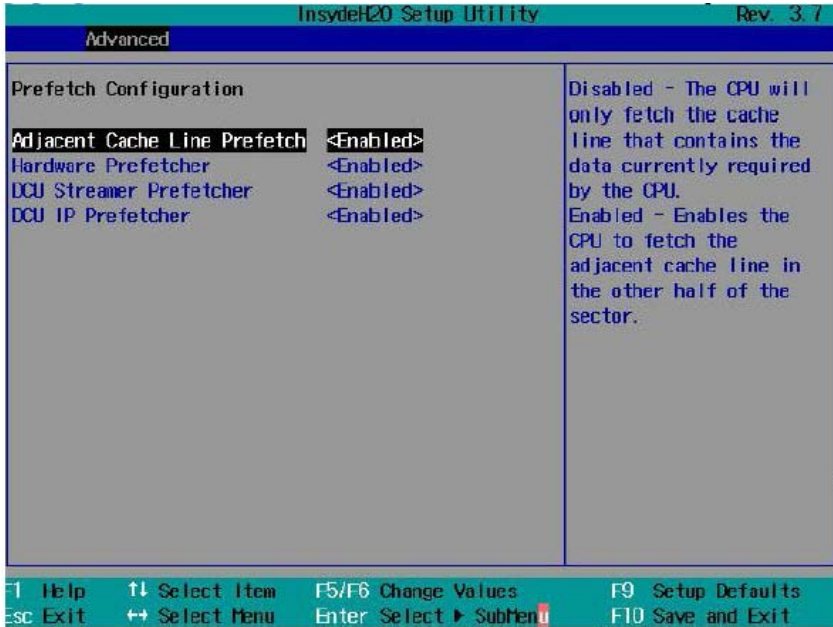 InsydeH2O Setup Utility Rev. 3.7
Advanced
Prefetch Configuration
Adjacent Cache Line Prefetch <Enabled>
Hardware Prefetcher <Enabled>
DCU Streamer Prefetcher <Enabled>
DCU IP Prefetcher <Enabled>
Disabled - The CPU will
only fetch the cache
line that contains the
data currently required
by the CPU.
Enabled - Enables the
CPU to fetch the
adjacent cache line in
the other half of the
sector.
F1 Help ↑↓ Select Item F5/F6 Change Values F9 Setup Defaults
Esc Exit ↔ Select Menu Enter Select ▶ SubMenu F10 Save and Exit